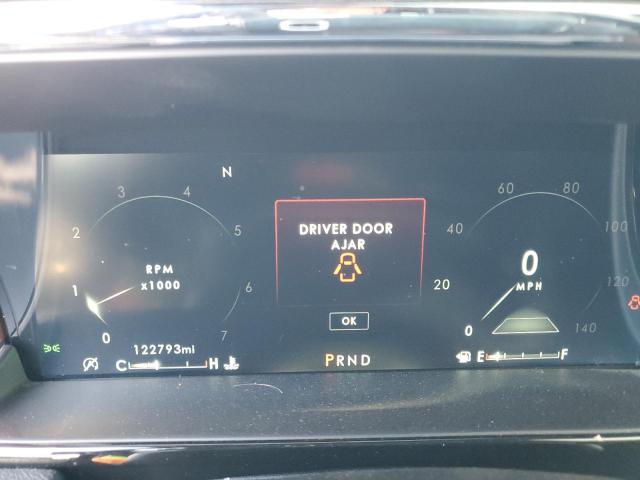 N
3 4
2 5
1 6
0 7
RPM
x1000
122793mi
C H
DRIVER DOOR
AJAR
OK
PRND
60 80
40 100
20 120
0 140
0
MPH
E F